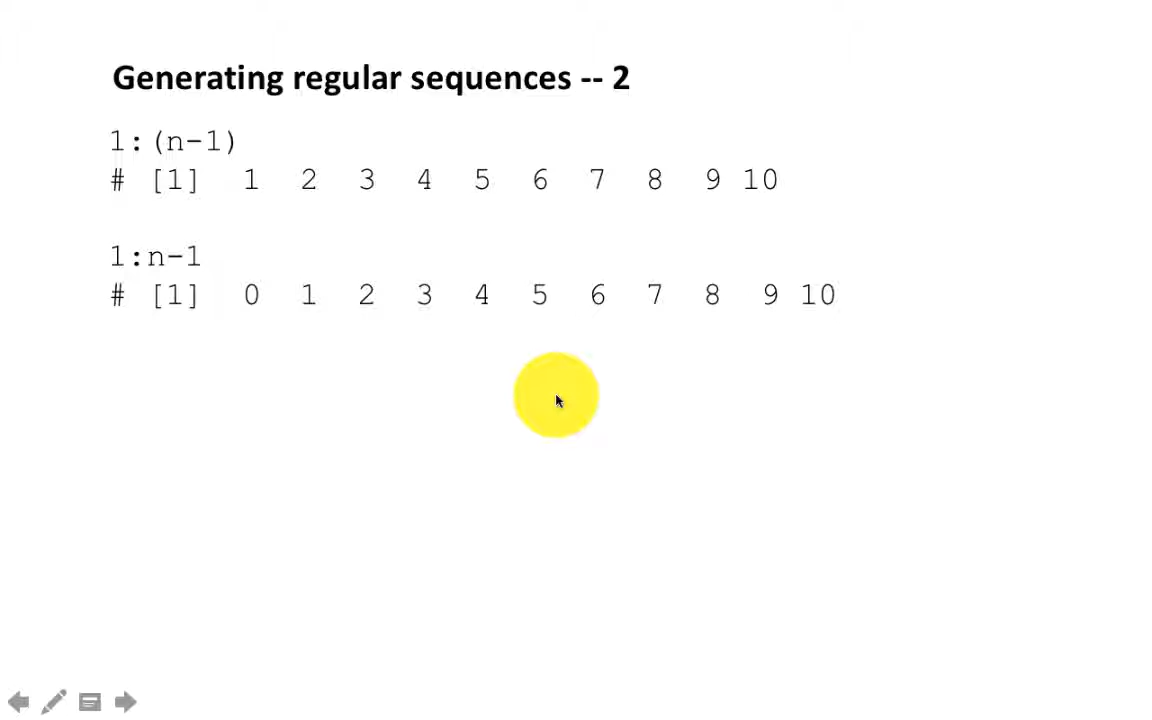 Generating regular sequences -- 2
1:(n-1)
# [1] 1 2 3 4 5 6 7 8 9 10
1:n-1
# [1] 0 1 2 3 4 5 6 7 8 9 10